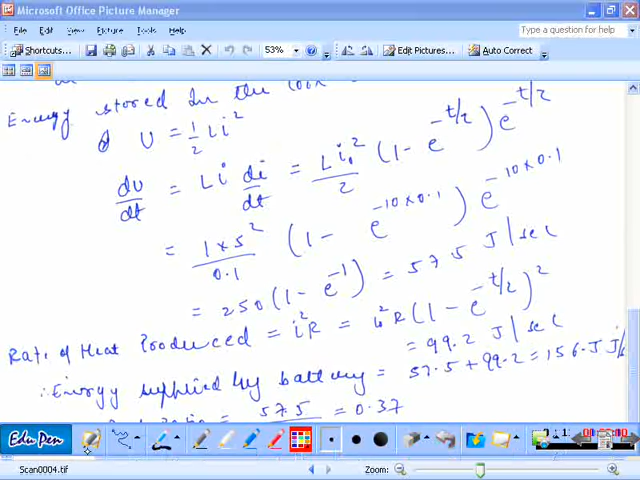 Microsoft Office Picture Manager
File Edit View Picture Tools Help
Type a question for help
Shortcuts... 53% Edit Pictures... Auto Correct
Energy stored in the
U = 1/2 Li²
du/dt = Li di/dt = Li₀²/2 (1 - e^-t/2) e^-t/2
= 1×5²/0.1 (1 - e^-10×0.1) e^-10×0.1
= 250(1 - e^-1) = 57.5 J/sec
Rate of Heat Produced = i²R = i₀²R(1 - e^-t/2)²
= 99.2 J/sec
∴ Energy supplied by battery = 57.5 + 99.2 = 156.J J/s
= 57.5 = 0.37
Edu Pen
Scan0004.tif Zoom: